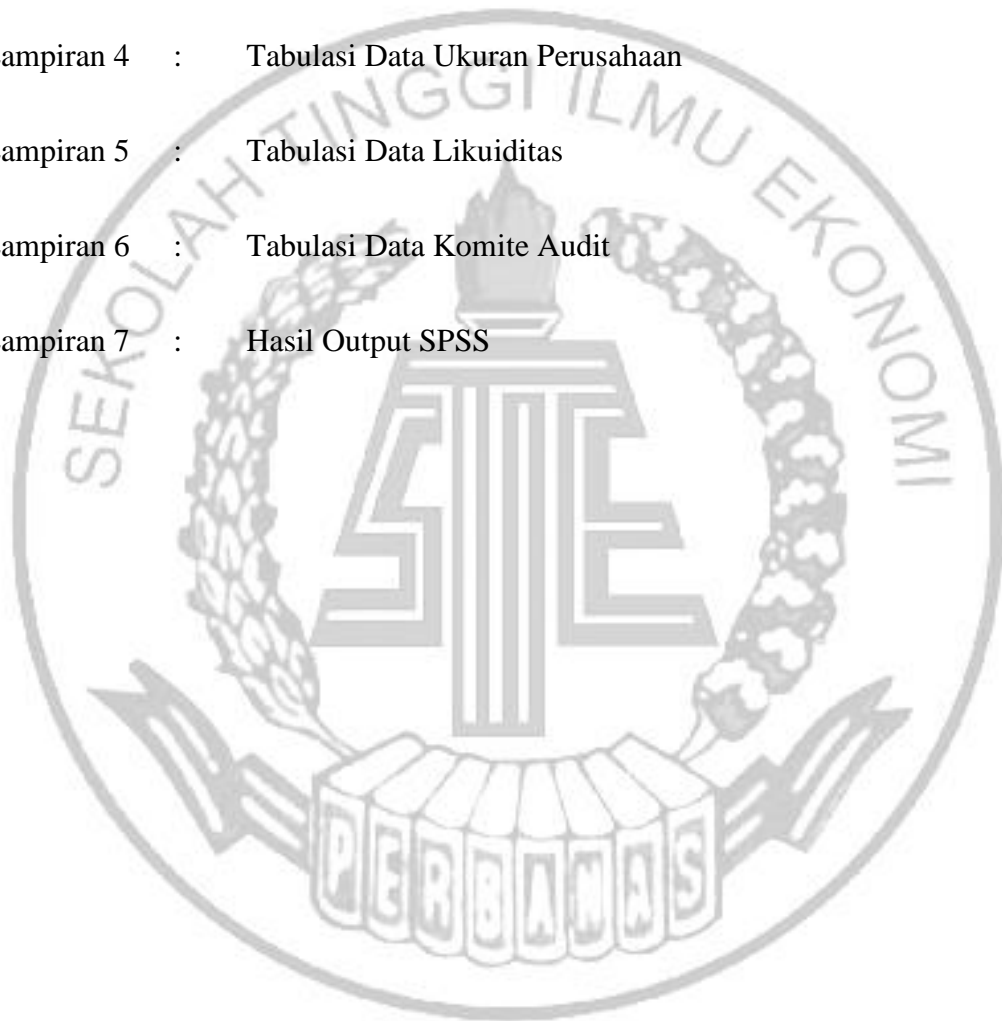 ampiran 4 : Tabulasi Data Ukuran Perusahaan
ampiran 5 : Tabulasi Data Likuiditas
ampiran 6 : Tabulasi Data Komite Audit
ampiran 7 : Hasil Output SPSS
SEKOLAH TINGGI ILMU EKONOMI
STIE
PERBANAS